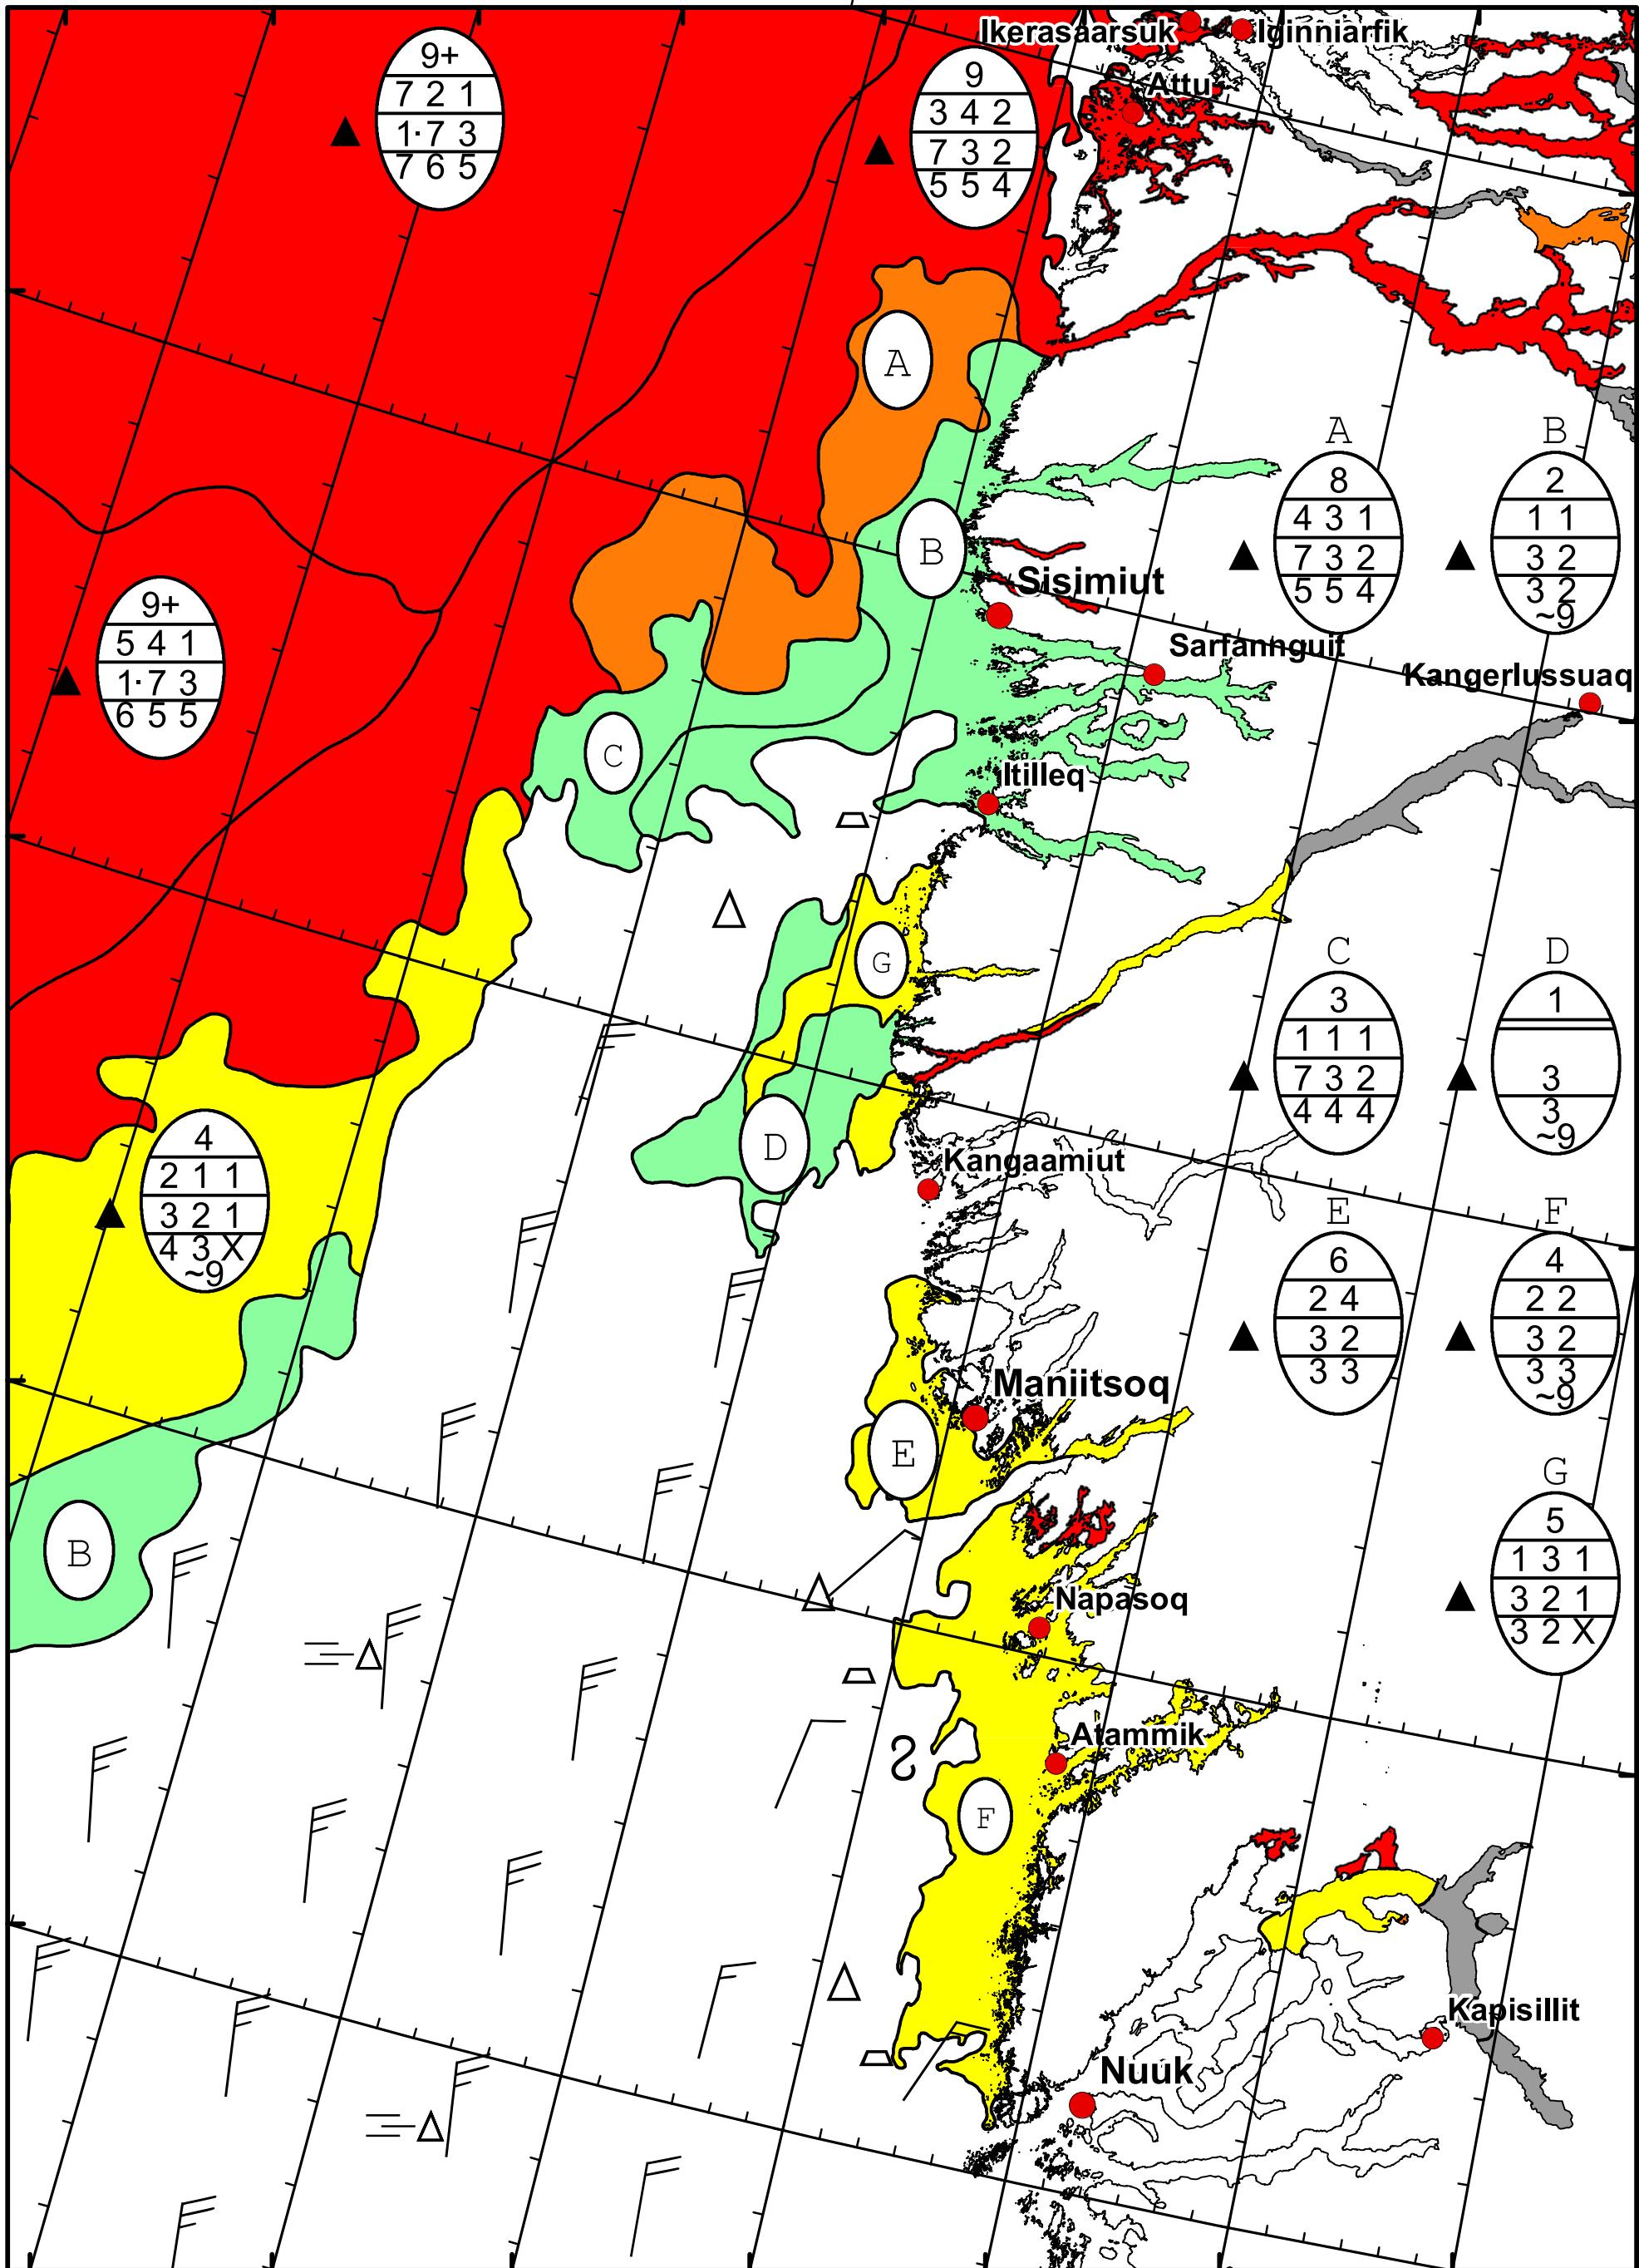 Ikerasaarsuk
Iginniarfik
Attu
9+
7 2 1
1·7 3
7 6 5
9
3 4 2
7 3 2
5 5 4
A
B
Sisimiut
Sarfannguit
Kangerlussuaq
A
8
4 3 1
7 3 2
5 5 4
B
2
1 1
3 2
3 2
~9
9+
5 4 1
1·7 3
6 5 5
C
Itilleq
G
D
Kangaamiut
C
3
1 1 1
7 3 2
4 4 4
D
1
3
3
~9
4
2 1 1
3 2 1
4 3 X
~9
E
6
2 4
3 2
3 3
F
4
2 2
3 2
3 3
~9
Maniitsoq
E
B
G
5
1 3 1
3 2 1
3 2 X
Napasoq
Atammik
F
Kapisillit
Nuuk